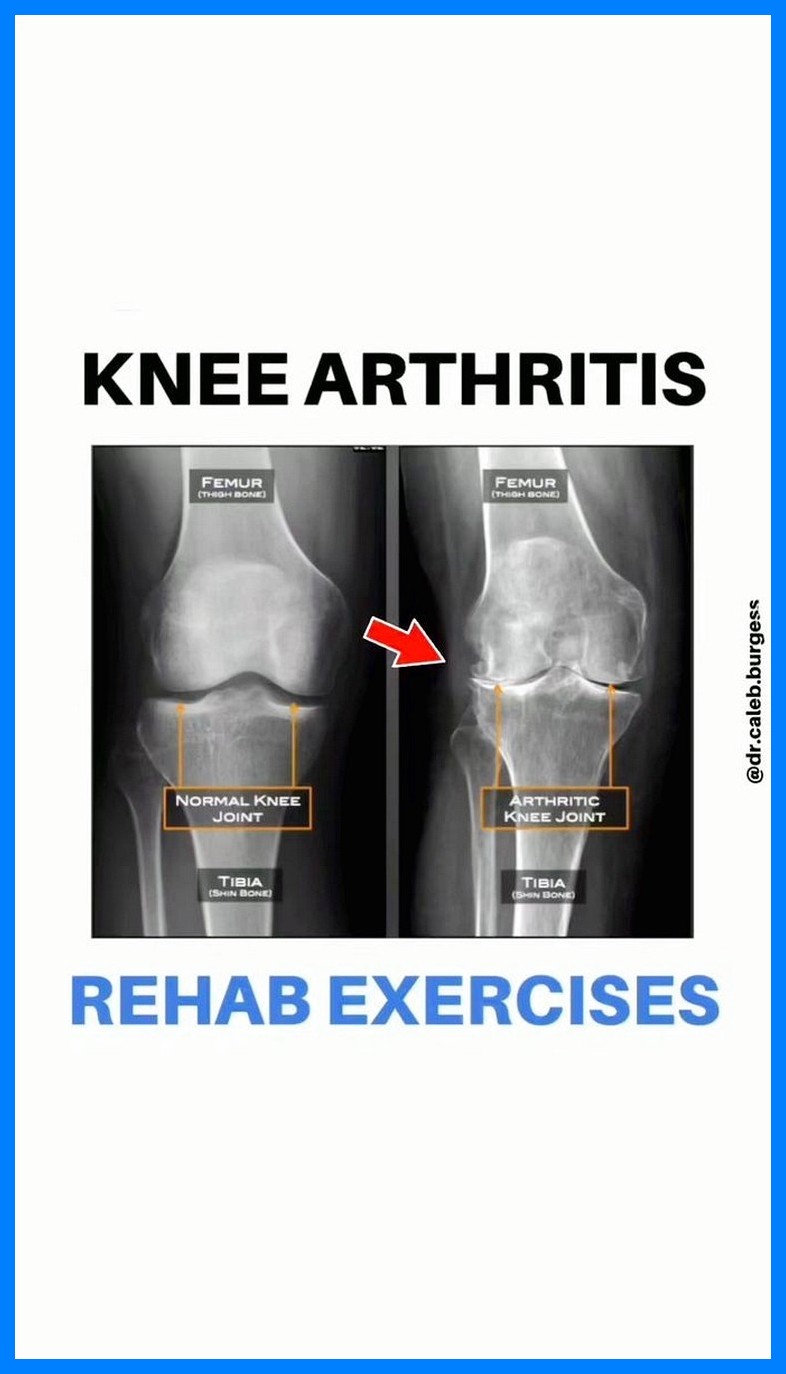 KNEE ARTHRITIS
FEMUR
(THIGH BONE)
NORMAL KNEE
JOINT
TIBIA
(SHIN BONE)
FEMUR
(THIGH BONE)
ARTHRITIC
KNEE JOINT
TIBIA
(SHIN BONE)
@dr.caleb.burgess
REHAB EXERCISES